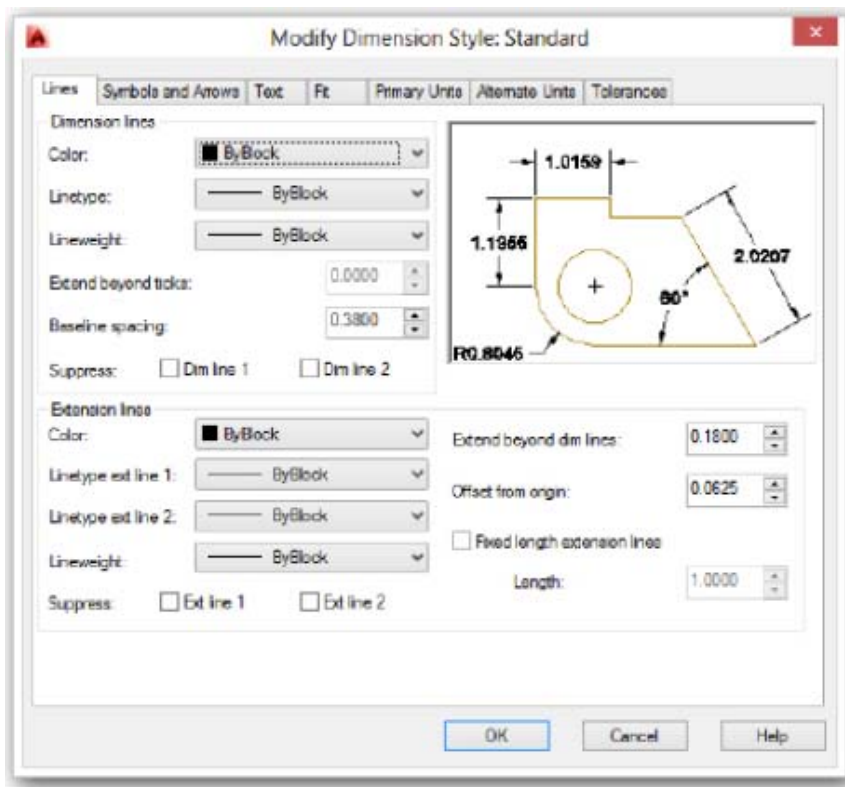 Modify Dimension Style: Standard
Lines Symbols and Arrows Text Fit Primary Units Alternate Units Tolerances
Dimension lines
Color: ByBlock
Linetype: ByBlock
Lineweight: ByBlock
Extend beyond ticks: 0.0000
Baseline spacing: 0.3800
Suppress: Dim line 1 Dim line 2
1.0159
1.1955
2.0207
60°
R0.8045
Extension lines
Color: ByBlock
Linetype ext line 1: ByBlock
Linetype ext line 2: ByBlock
Lineweight: ByBlock
Suppress: Ext line 1 Ext line 2
Extend beyond dim lines: 0.1800
Offset from origin: 0.0625
Fixed length extension lines
Length: 1.0000
OK Cancel Help